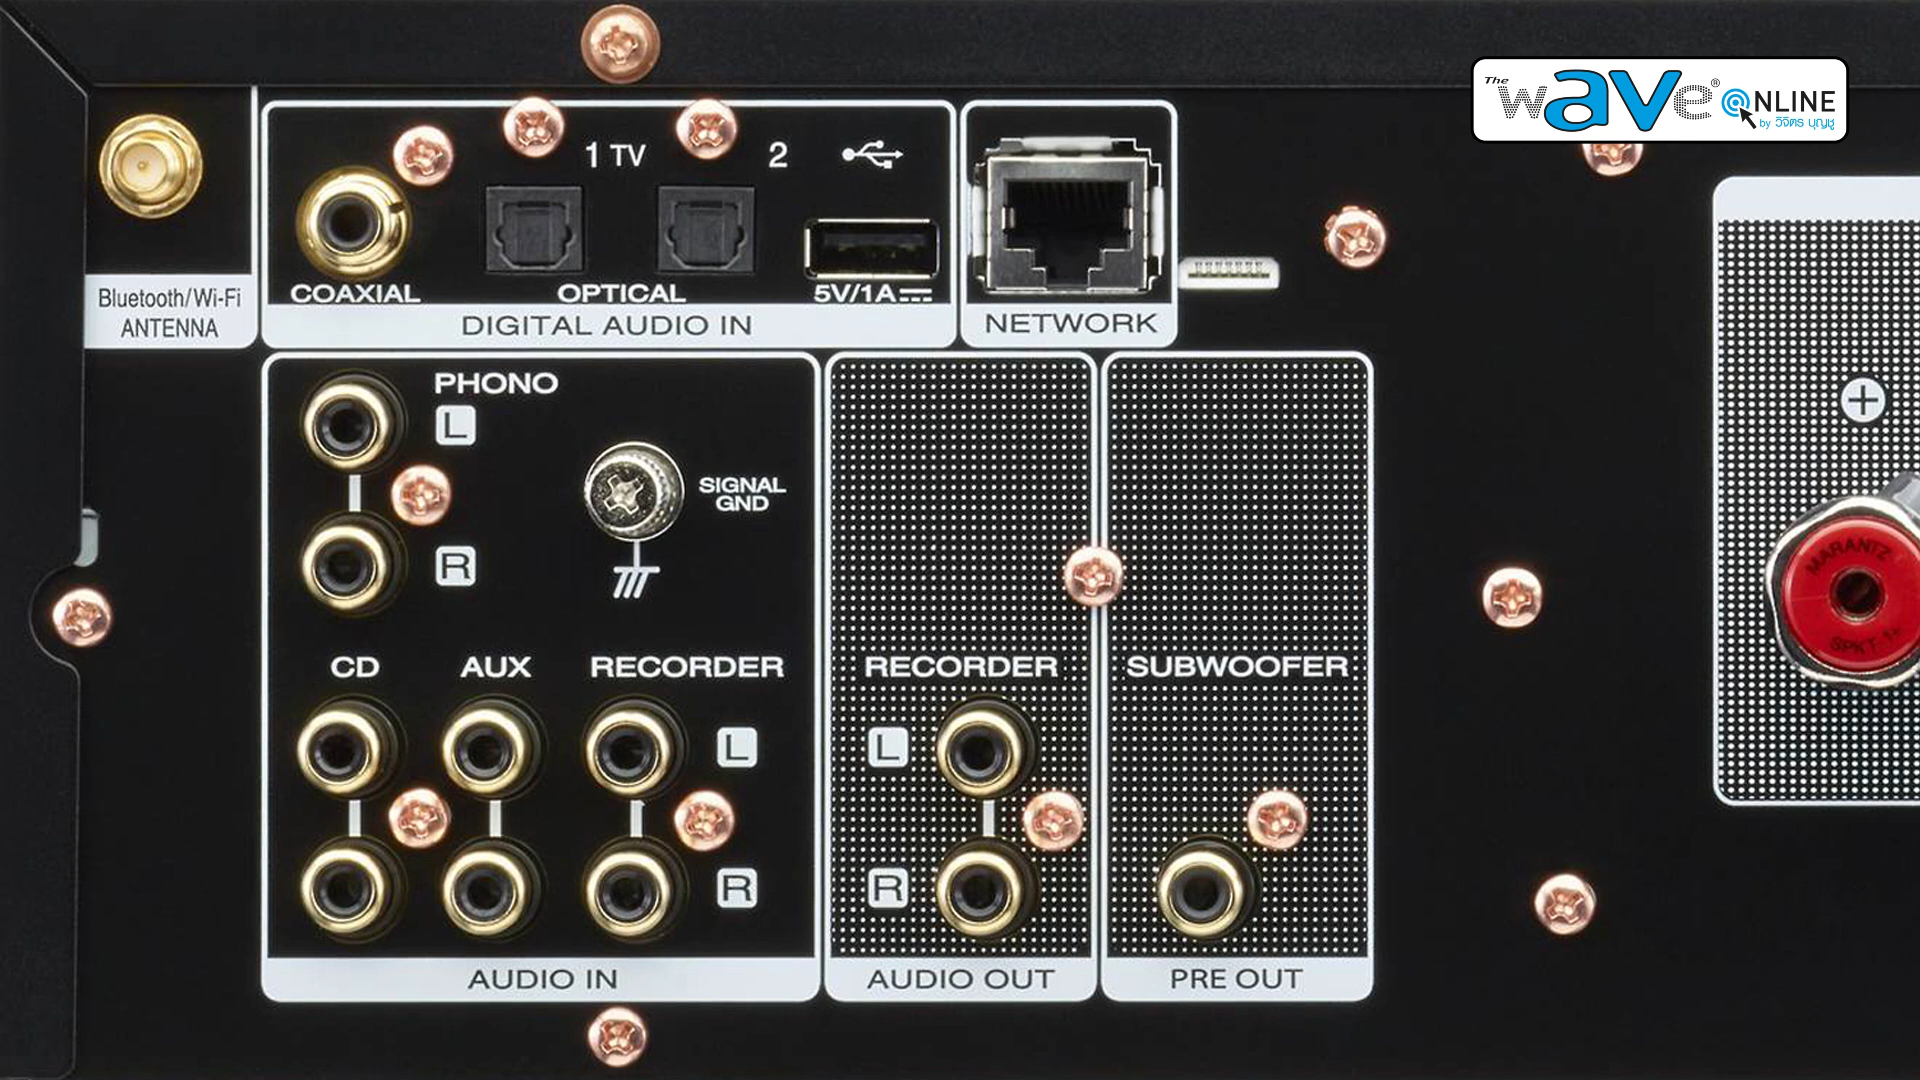 The wave® @NLINE
by วิจิตร บุญชู
1 TV
2
COAXIAL
OPTICAL
5V/1A
Bluetooth/Wi-Fi
ANTENNA
DIGITAL AUDIO IN
NETWORK
PHONO
L
SIGNAL
GND
R
CD
AUX
RECORDER
L
R
AUDIO IN
RECORDER
L
R
AUDIO OUT
SUBWOOFER
PRE OUT
+
MARANTZ
SPKT 1+